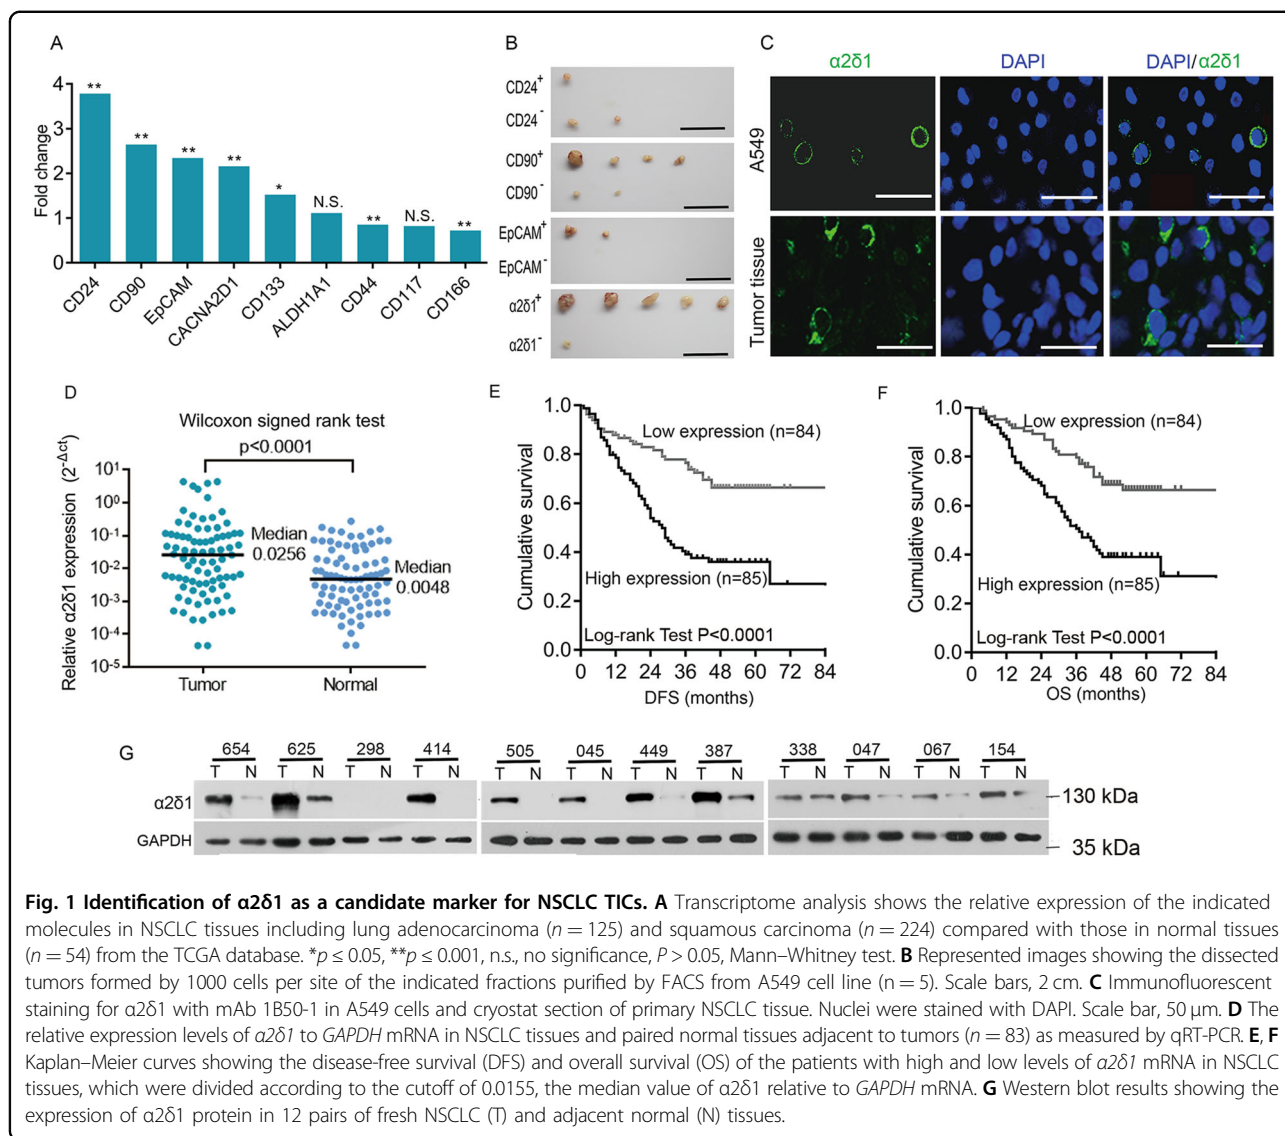 A
Fold change
4
3
2
1
0
**
**
**
**
*
N.S.
**
N.S.
**
CD24
CD90
EpCAM
CACNA2D1
CD133
ALDH1A1
CD44
CD117
CD166
B
CD24+
CD24-
CD90+
CD90-
EpCAM+
EpCAM-
α2δ1+
α2δ1-
C
α2δ1 DAPI DAPI/α2δ1
A549
Tumor tissue
D
Wilcoxon signed rank test
p<0.0001
Relative α2δ1 expression (2-Δct)
10¹
10⁰
10⁻¹
10⁻²
10⁻³
10⁻⁴
10⁻⁵
Median
0.0256
Median
0.0048
Tumor Normal
E
Cumulative survival
1.0
0.8
0.6
0.4
0.2
0.0
Low expression (n=84)
High expression (n=85)
Log-rank Test P<0.0001
0 12 24 36 48 60 72 84
DFS (months)
F
Cumulative survival
1.0
0.8
0.6
0.4
0.2
0.0
Low expression (n=84)
High expression (n=85)
Log-rank Test P<0.0001
0 12 24 36 48 60 72 84
OS (months)
G
654 625 298 414 505 045 449 387 338 047 067 154
T N T N T N T N T N T N T N T N T N T N T N T N
α2δ1
130 kDa
GAPDH
35 kDa
Fig. 1 Identification of α2δ1 as a candidate marker for NSCLC TICs. A Transcriptome analysis shows the relative expression of the indicated
molecules in NSCLC tissues including lung adenocarcinoma (n = 125) and squamous carcinoma (n = 224) compared with those in normal tissues
(n = 54) from the TCGA database. *p ≤ 0.05, **p ≤ 0.001, n.s., no significance, P > 0.05, Mann–Whitney test. B Represented images showing the dissected
tumors formed by 1000 cells per site of the indicated fractions purified by FACS from A549 cell line (n = 5). Scale bars, 2 cm. C Immunofluorescent
staining for α2δ1 with mAb 1B50-1 in A549 cells and cryostat section of primary NSCLC tissue. Nuclei were stained with DAPI. Scale bar, 50 μm. D The
relative expression levels of α2δ1 to GAPDH mRNA in NSCLC tissues and paired normal tissues adjacent to tumors (n = 83) as measured by qRT-PCR. E, F
Kaplan–Meier curves showing the disease-free survival (DFS) and overall survival (OS) of the patients with high and low levels of α2δ1 mRNA in NSCLC
tissues, which were divided according to the cutoff of 0.0155, the median value of α2δ1 relative to GAPDH mRNA. G Western blot results showing the
expression of α2δ1 protein in 12 pairs of fresh NSCLC (T) and adjacent normal (N) tissues.